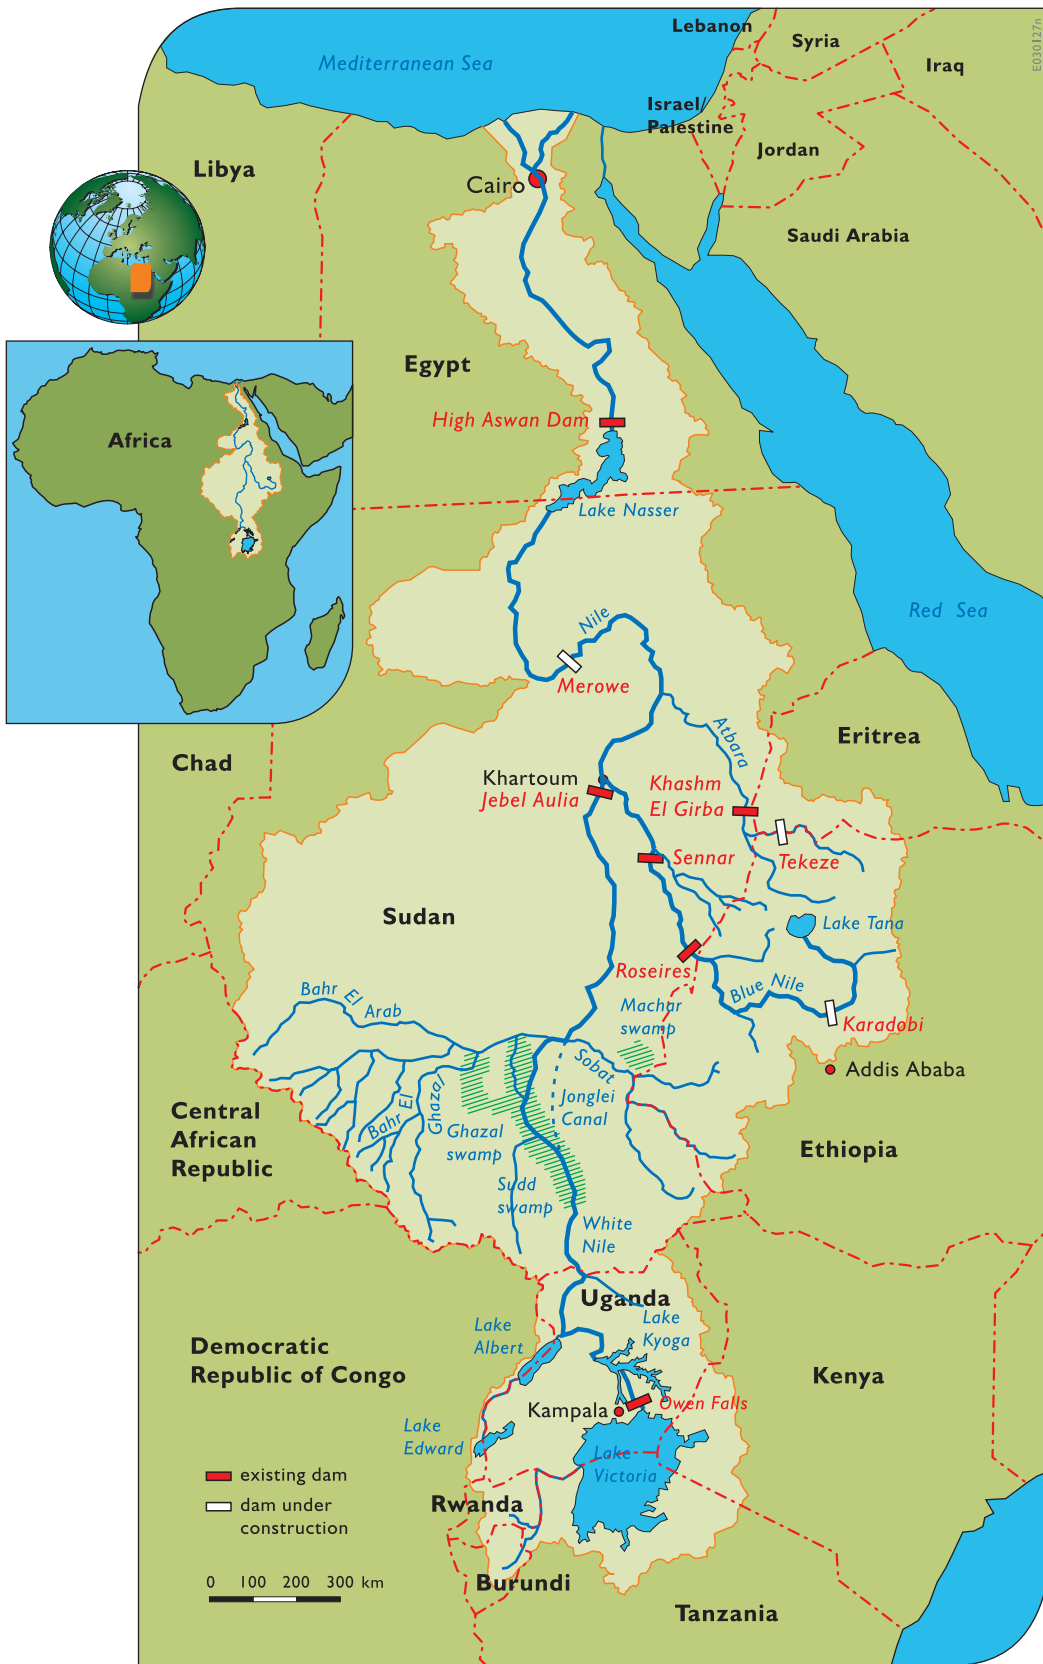 Lebanon
Syria
Iraq
E030127n
Mediterranean Sea
Israel/
Palestine
Jordan
Libya
Cairo
Saudi Arabia
Egypt
High Aswan Dam
Africa
Lake Nasser
Red Sea
Nile
Merowe
Atbara
Eritrea
Chad
Khartoum
Jebel Aulia
Khashm
El Girba
Sennar
Tekeze
Sudan
Lake Tana
Roseires
Blue Nile
Bahr El Arab
Machar
swamp
Karadobi
Sobat
Addis Ababa
Jonglei
Canal
Central
African
Republic
Bahr El Ghazal
Ghazal
swamp
Ethiopia
Sudd
swamp
White
Nile
Uganda
Lake
Kyoga
Lake
Albert
Democratic
Republic of Congo
Kenya
Owen Falls
Kampala
Lake
Edward
Lake
Victoria
existing dam
dam under
construction
Rwanda
0 100 200 300 km
Burundi
Tanzania